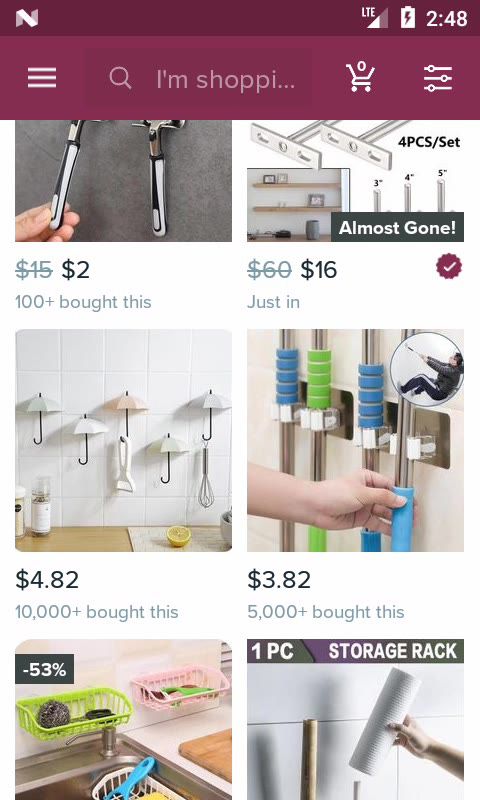 LTE
2:48
0
I'm shoppi...
4PCS/Set
3" 4" 5"
Almost Gone!
$15 $2
100+ bought this
$60 $16
Just in
$4.82
10,000+ bought this
$3.82
5,000+ bought this
-53%
1 PC STORAGE RACK